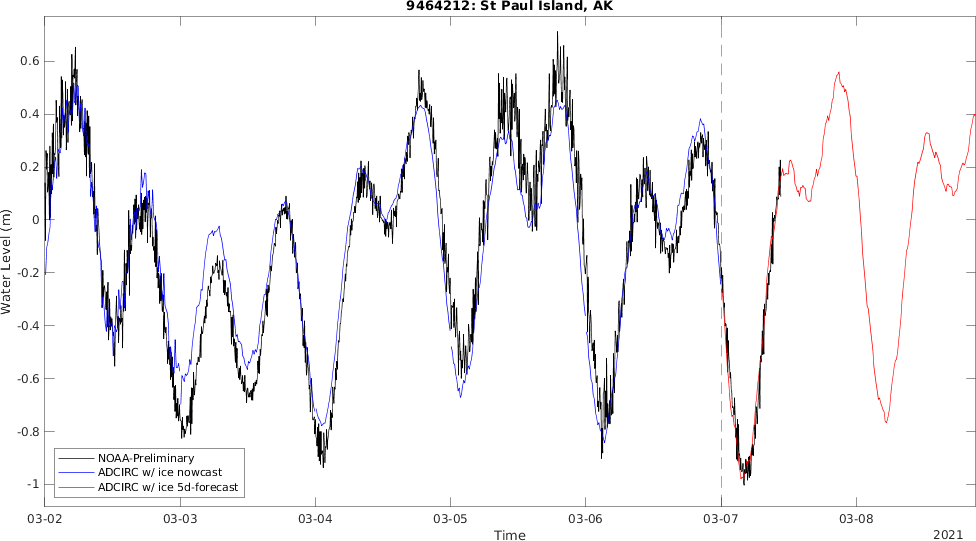 9464212: St Paul Island, AK
Water Level (m)
0.6
0.4
0.2
0
-0.2
-0.4
-0.6
-0.8
-1
NOAA-Preliminary
ADCIRC w/ ice nowcast
ADCIRC w/ ice 5d-forecast
03-02 03-03 03-04 03-05 03-06 03-07 03-08
Time
2021